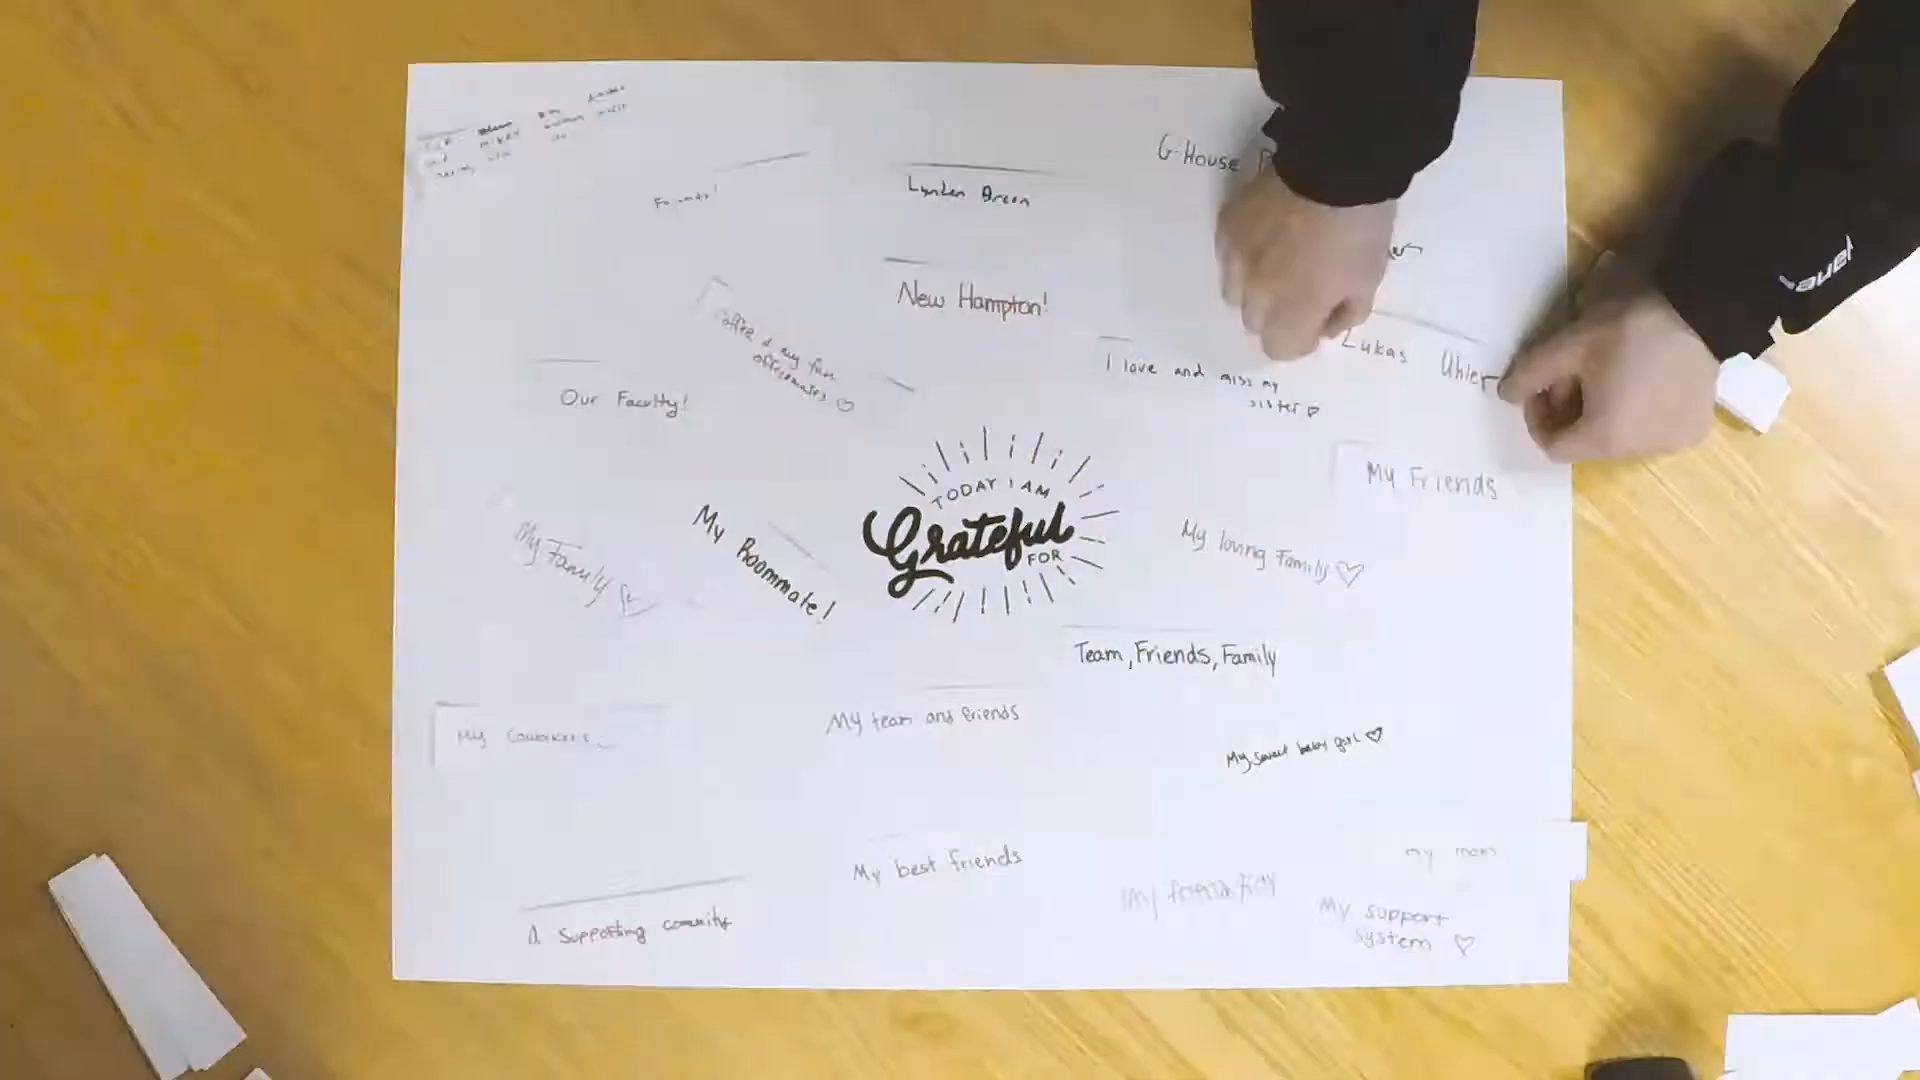 Friends!
Lynden Breen
G-House
New Hampton!
Coffee & my fun
officemates ♡
I love and miss my
sister ♡
Lukas Uhler
Our Faculty!
My Friends
TODAY I AM
Grateful
FOR
My Family ♡
My Roommate!
My loving Family ♡
Team, Friends, Family
My team and friends
My coworkers
My sweet baby girl ♡
My best friends
my mom
My support
system ♡
A supporting comunity